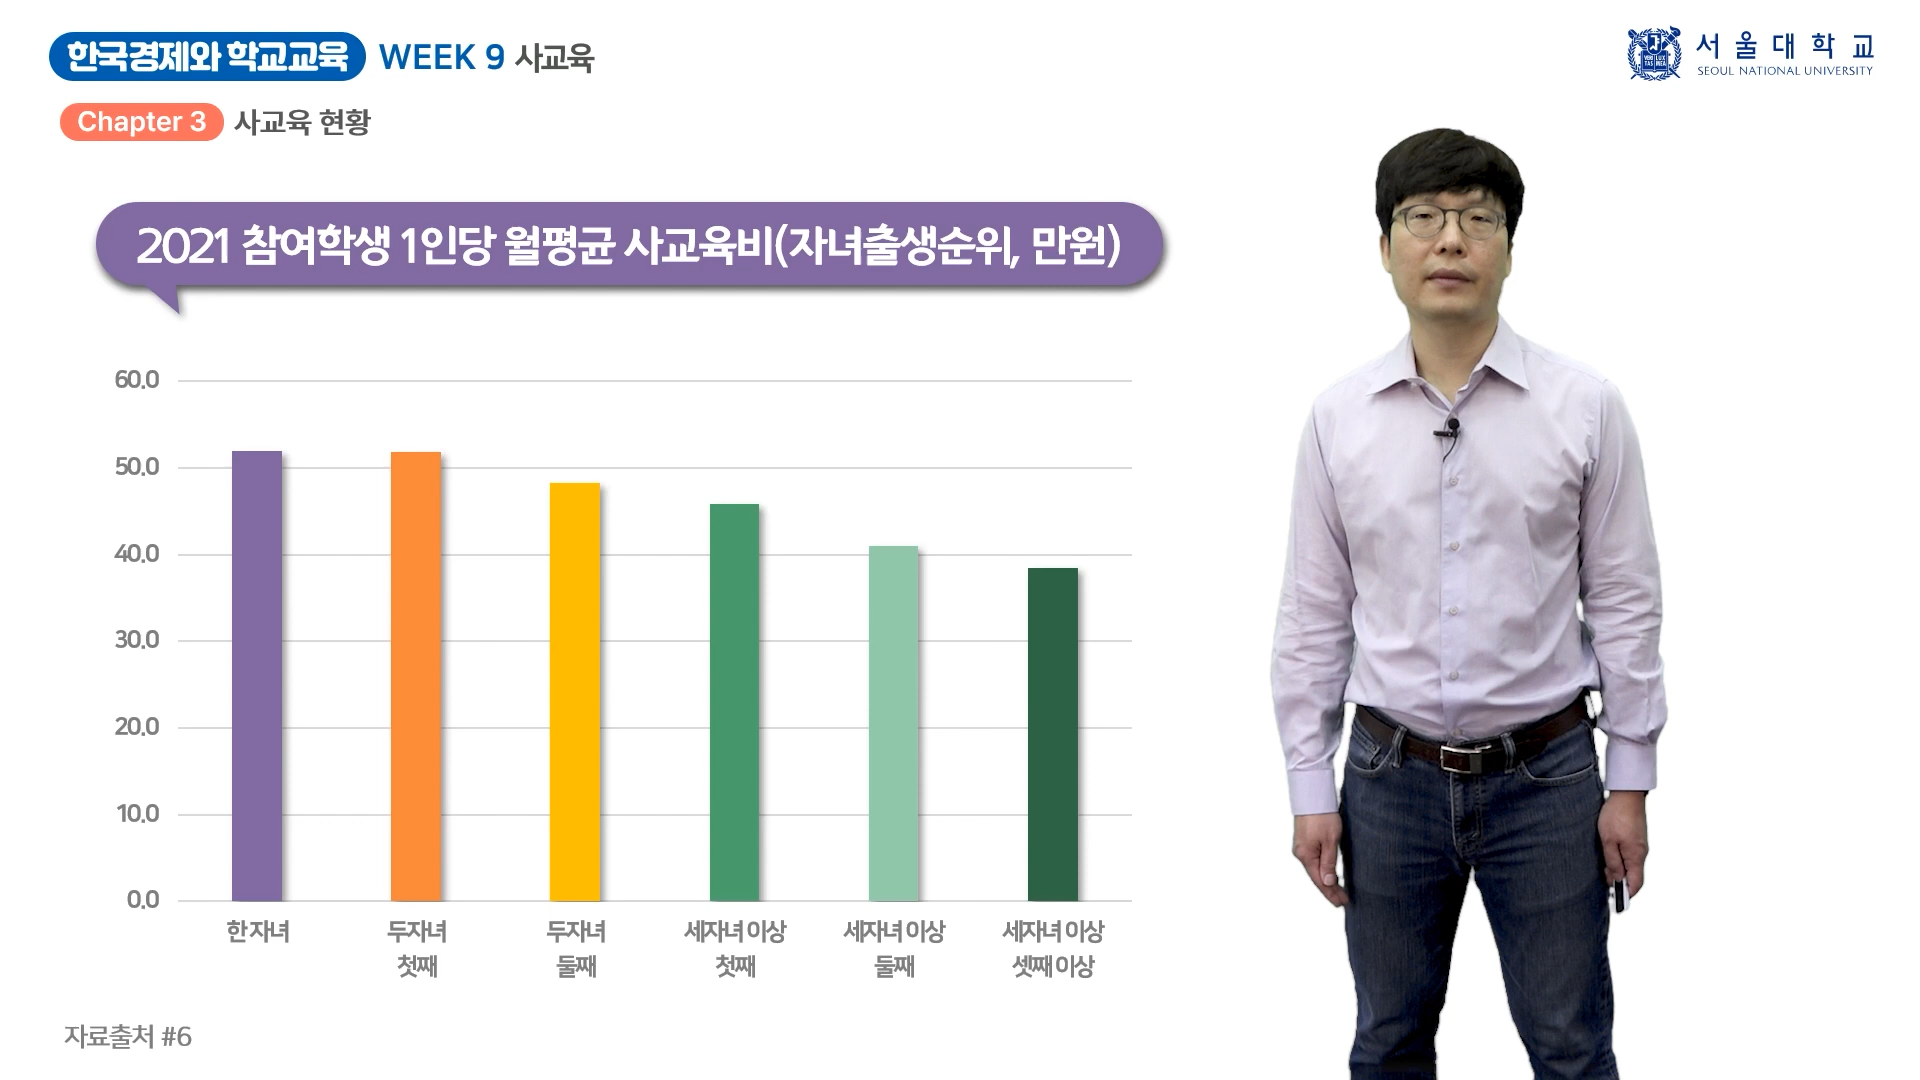 한국경제와 학교교육 WEEK 9 사교육
서울대학교
SEOUL NATIONAL UNIVERSITY
Chapter 3 사교육 현황
2021 참여학생 1인당 월평균 사교육비(자녀출생순위, 만원)
60.0
50.0
40.0
30.0
20.0
10.0
0.0
한 자녀
두자녀 첫째
두자녀 둘째
세자녀 이상 첫째
세자녀 이상 둘째
세자녀 이상 셋째 이상
자료출처 #6